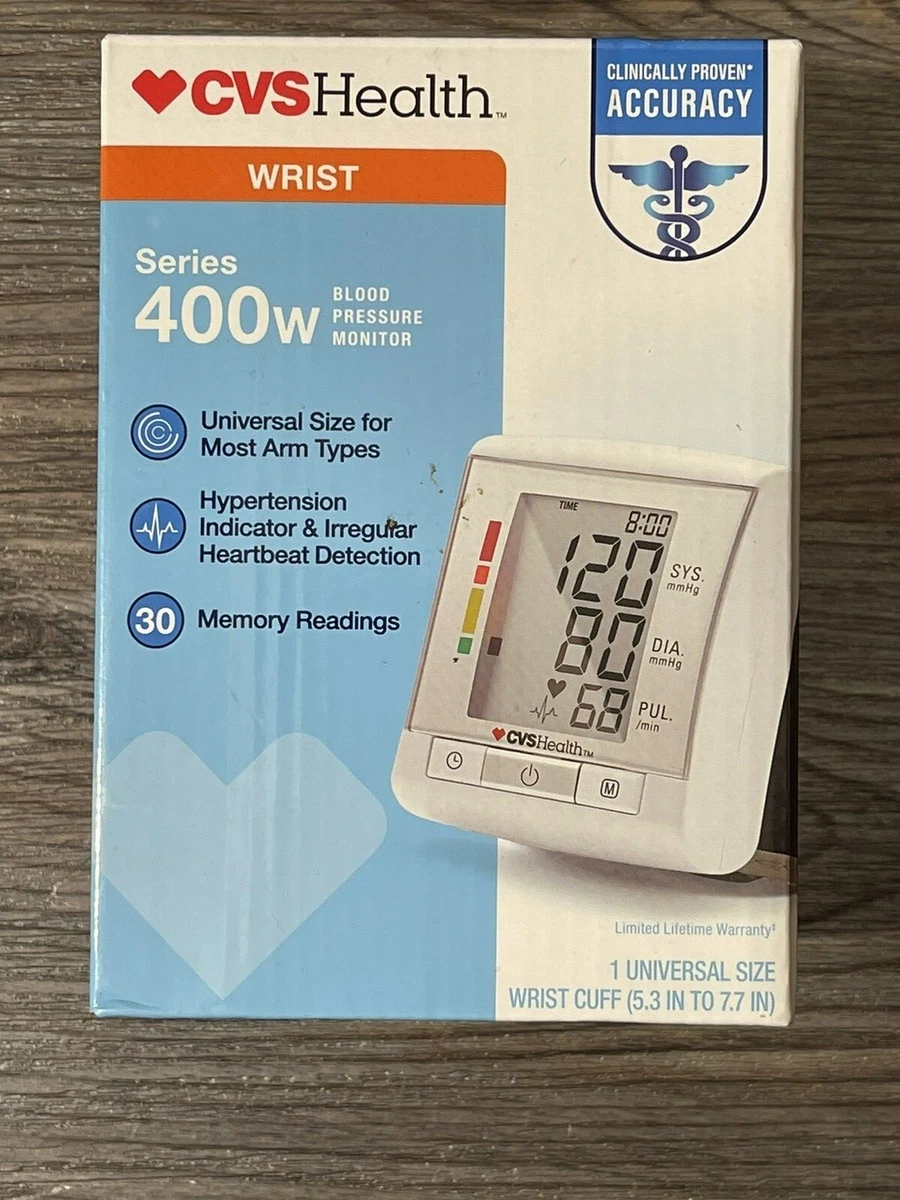 CVSHealth™
CLINICALLY PROVEN*
ACCURACY
WRIST
Series
400w
BLOOD
PRESSURE
MONITOR
Universal Size for
Most Arm Types
Hypertension
Indicator & Irregular
Heartbeat Detection
30 Memory Readings
TIME
8:00
120 SYS.
mmHg
80 DIA.
mmHg
68 PUL.
/min
CVSHealth™
M
Limited Lifetime Warranty‡
1 UNIVERSAL SIZE
WRIST CUFF (5.3 IN TO 7.7 IN)